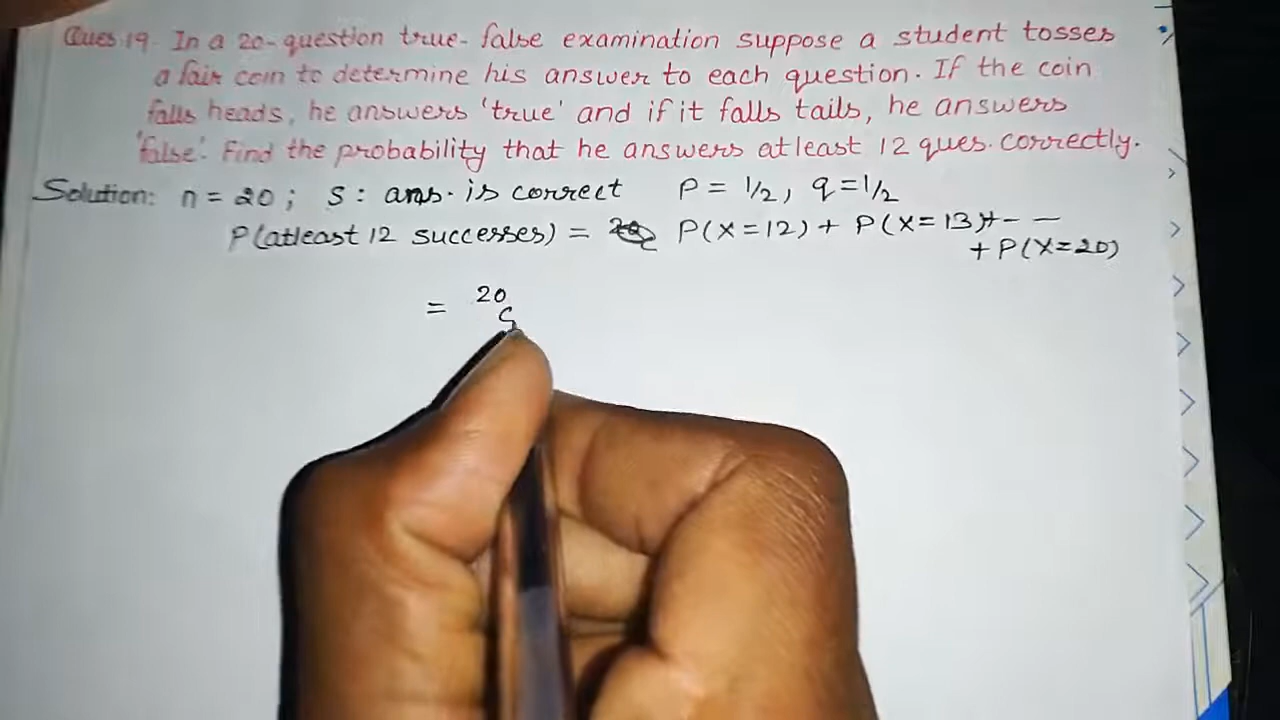 Ques 19. In a 20-question true-false examination suppose a student tosses
a fair coin to determine his answer to each question. If the coin
falls heads, he answers 'true' and if it falls tails, he answers
'false'. Find the probability that he answers atleast 12 ques. correctly.
Solution: n = 20 ; S : ans. is correct P = 1/2, q = 1/2
P(atleast 12 successes) = P(X=12) + P(X=13)+ - -
+ P(X=20)
= 20C